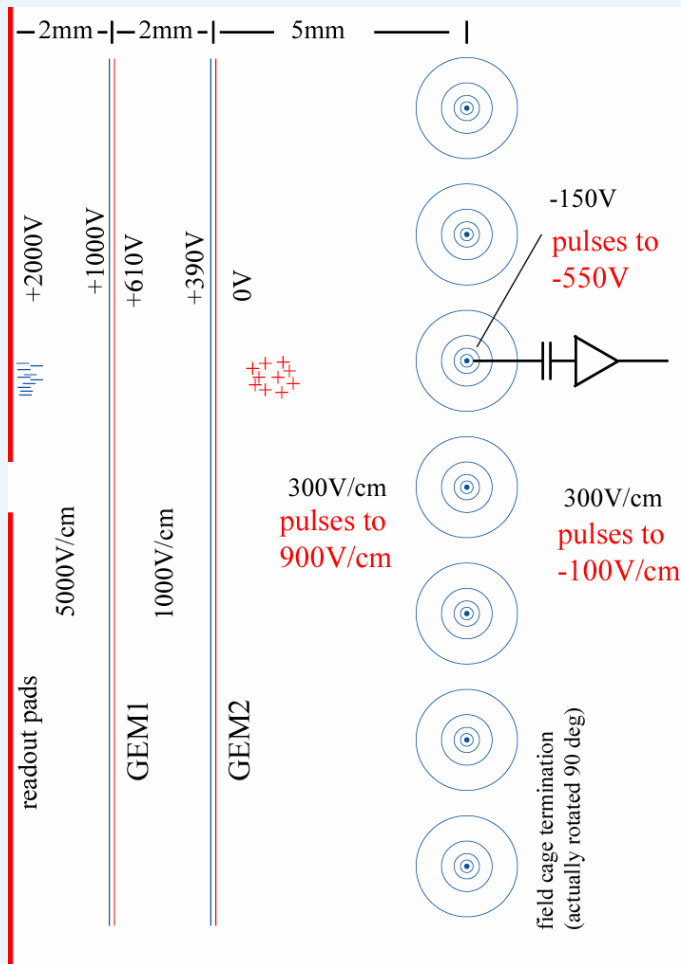 2mm
2mm
5mm
+2000V
+1000V
+610V
+390V
0V
-150V
pulses to
-550V
5000V/cm
1000V/cm
300V/cm
pulses to
900V/cm
300V/cm
pulses to
-100V/cm
readout pads
GEM1
GEM2
field cage termination
(actually rotated 90 deg)